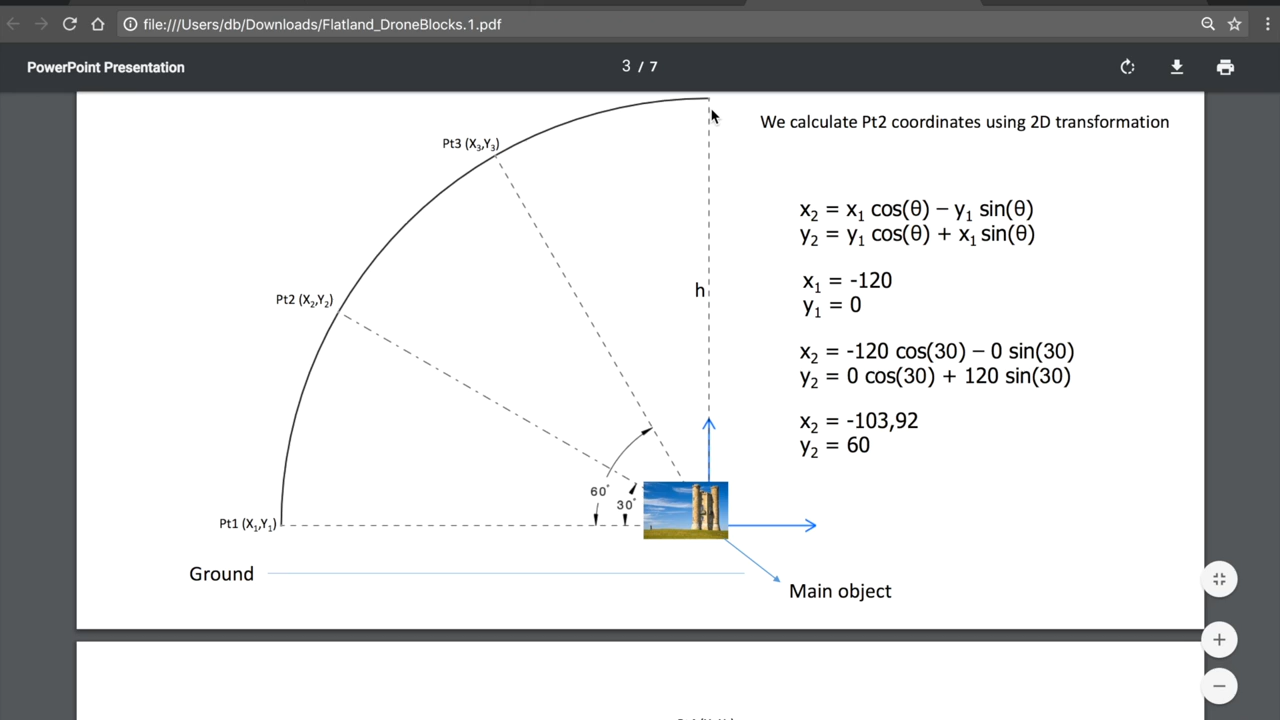 file:///Users/db/Downloads/Flatland_DroneBlocks.1.pdf
PowerPoint Presentation
3 / 7
We calculate Pt2 coordinates using 2D transformation
Pt3 (X₃,Y₃)
x₂ = x₁ cos(θ) – y₁ sin(θ)
y₂ = y₁ cos(θ) + x₁ sin(θ)
x₁ = -120
y₁ = 0
h
Pt2 (X₂,Y₂)
x₂ = -120 cos(30) – 0 sin(30)
y₂ = 0 cos(30) + 120 sin(30)
x₂ = -103,92
y₂ = 60
60°
30°
Pt1 (X₁,Y₁)
Ground
Main object